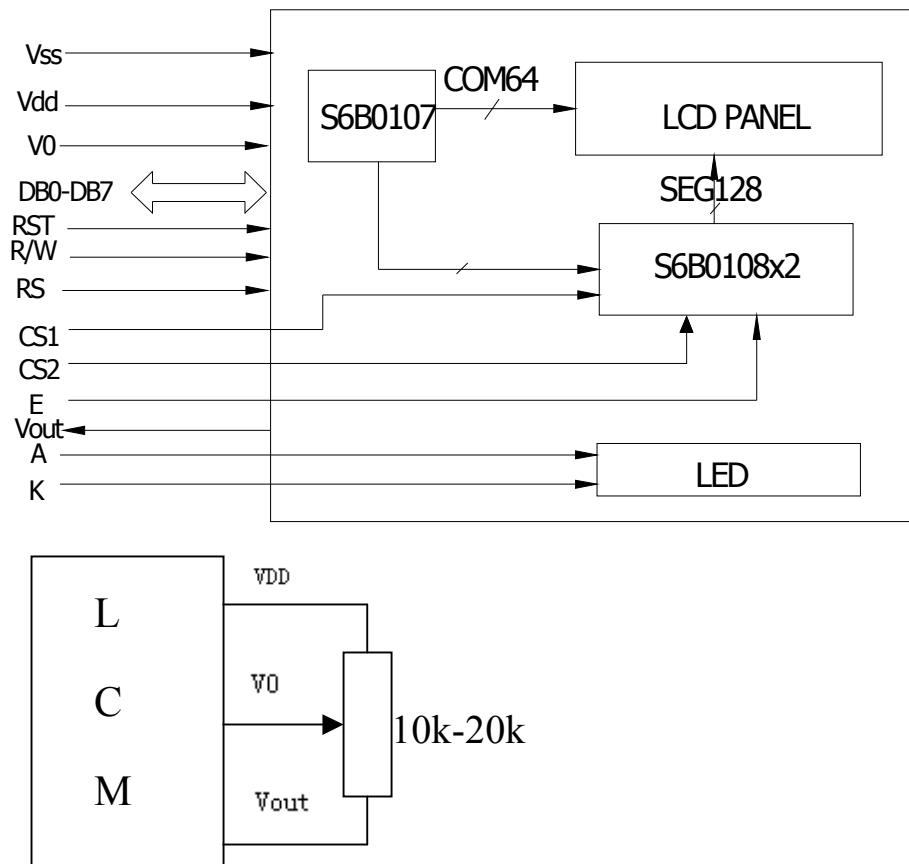 Vss
Vdd
V0
DB0-DB7
RST
R/W
RS
CS1
CS2
E
Vout
A
K
S6B0107
COM64
LCD PANEL
SEG128
S6B0108x2
LED
L
C
M
VDD
V0
Vout
10k-20k